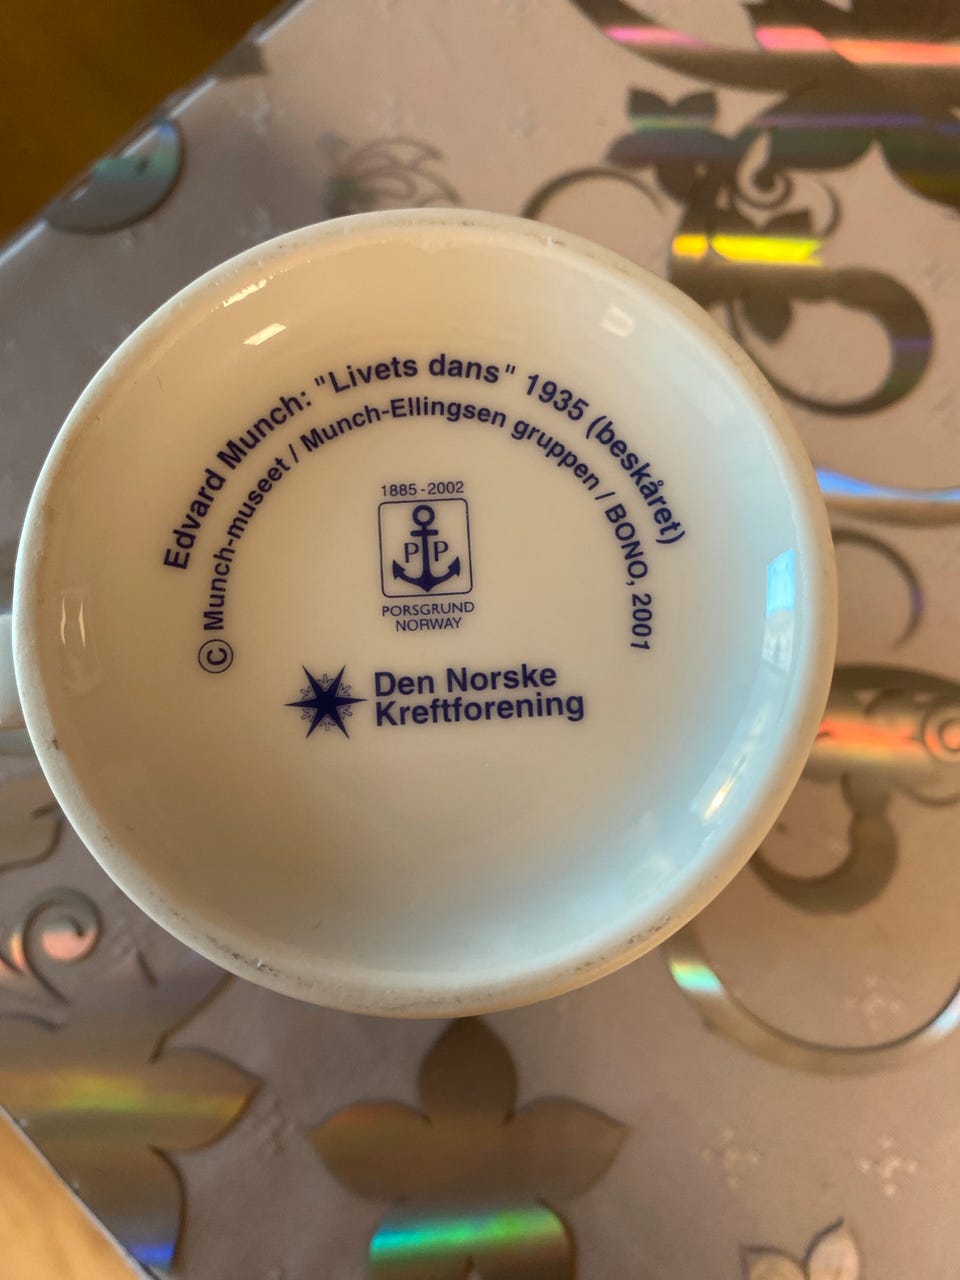 Edvard Munch: "Livets dans" 1935 (beskåret)
© Munch-museet / Munch-Ellingsen gruppen / BONO, 2001
1885-2002
P P
PORSGRUND
NORWAY
Den Norske
Kreftforening